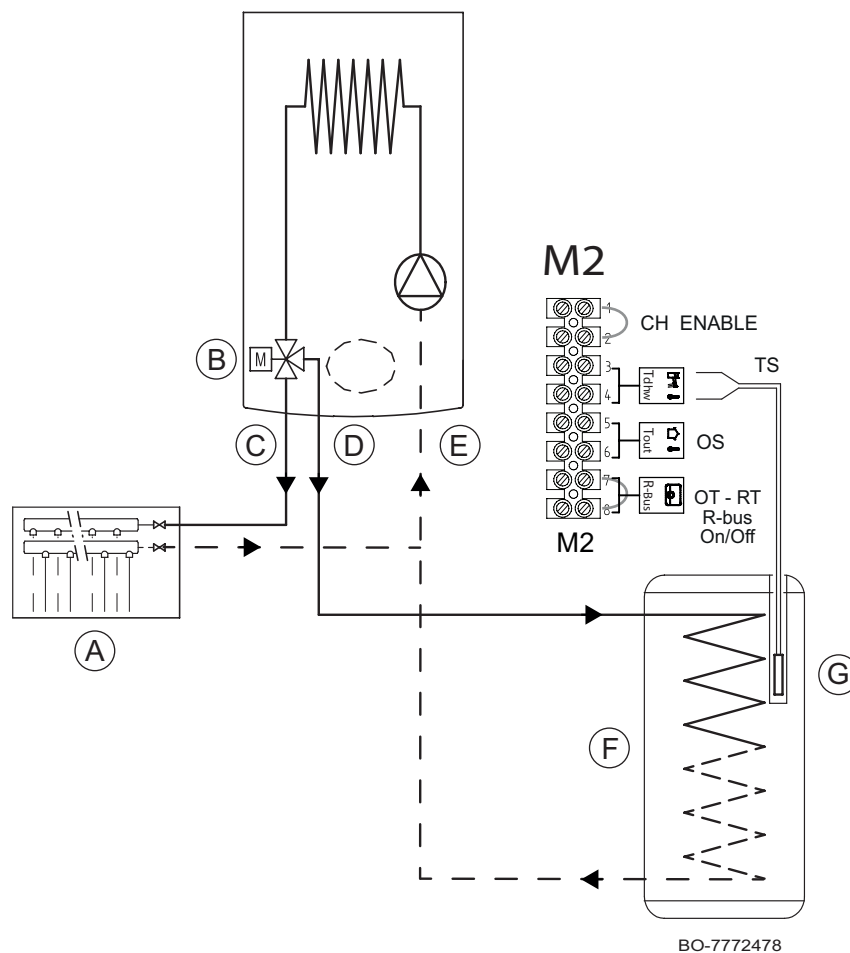 M2
1
CH ENABLE
2
3
Tdhw
TS
4
5
Tout
OS
6
7
R-Bus
OT - RT
8
R-bus
On/Off
M2
B
M
C
D
E
A
G
F
BO-7772478